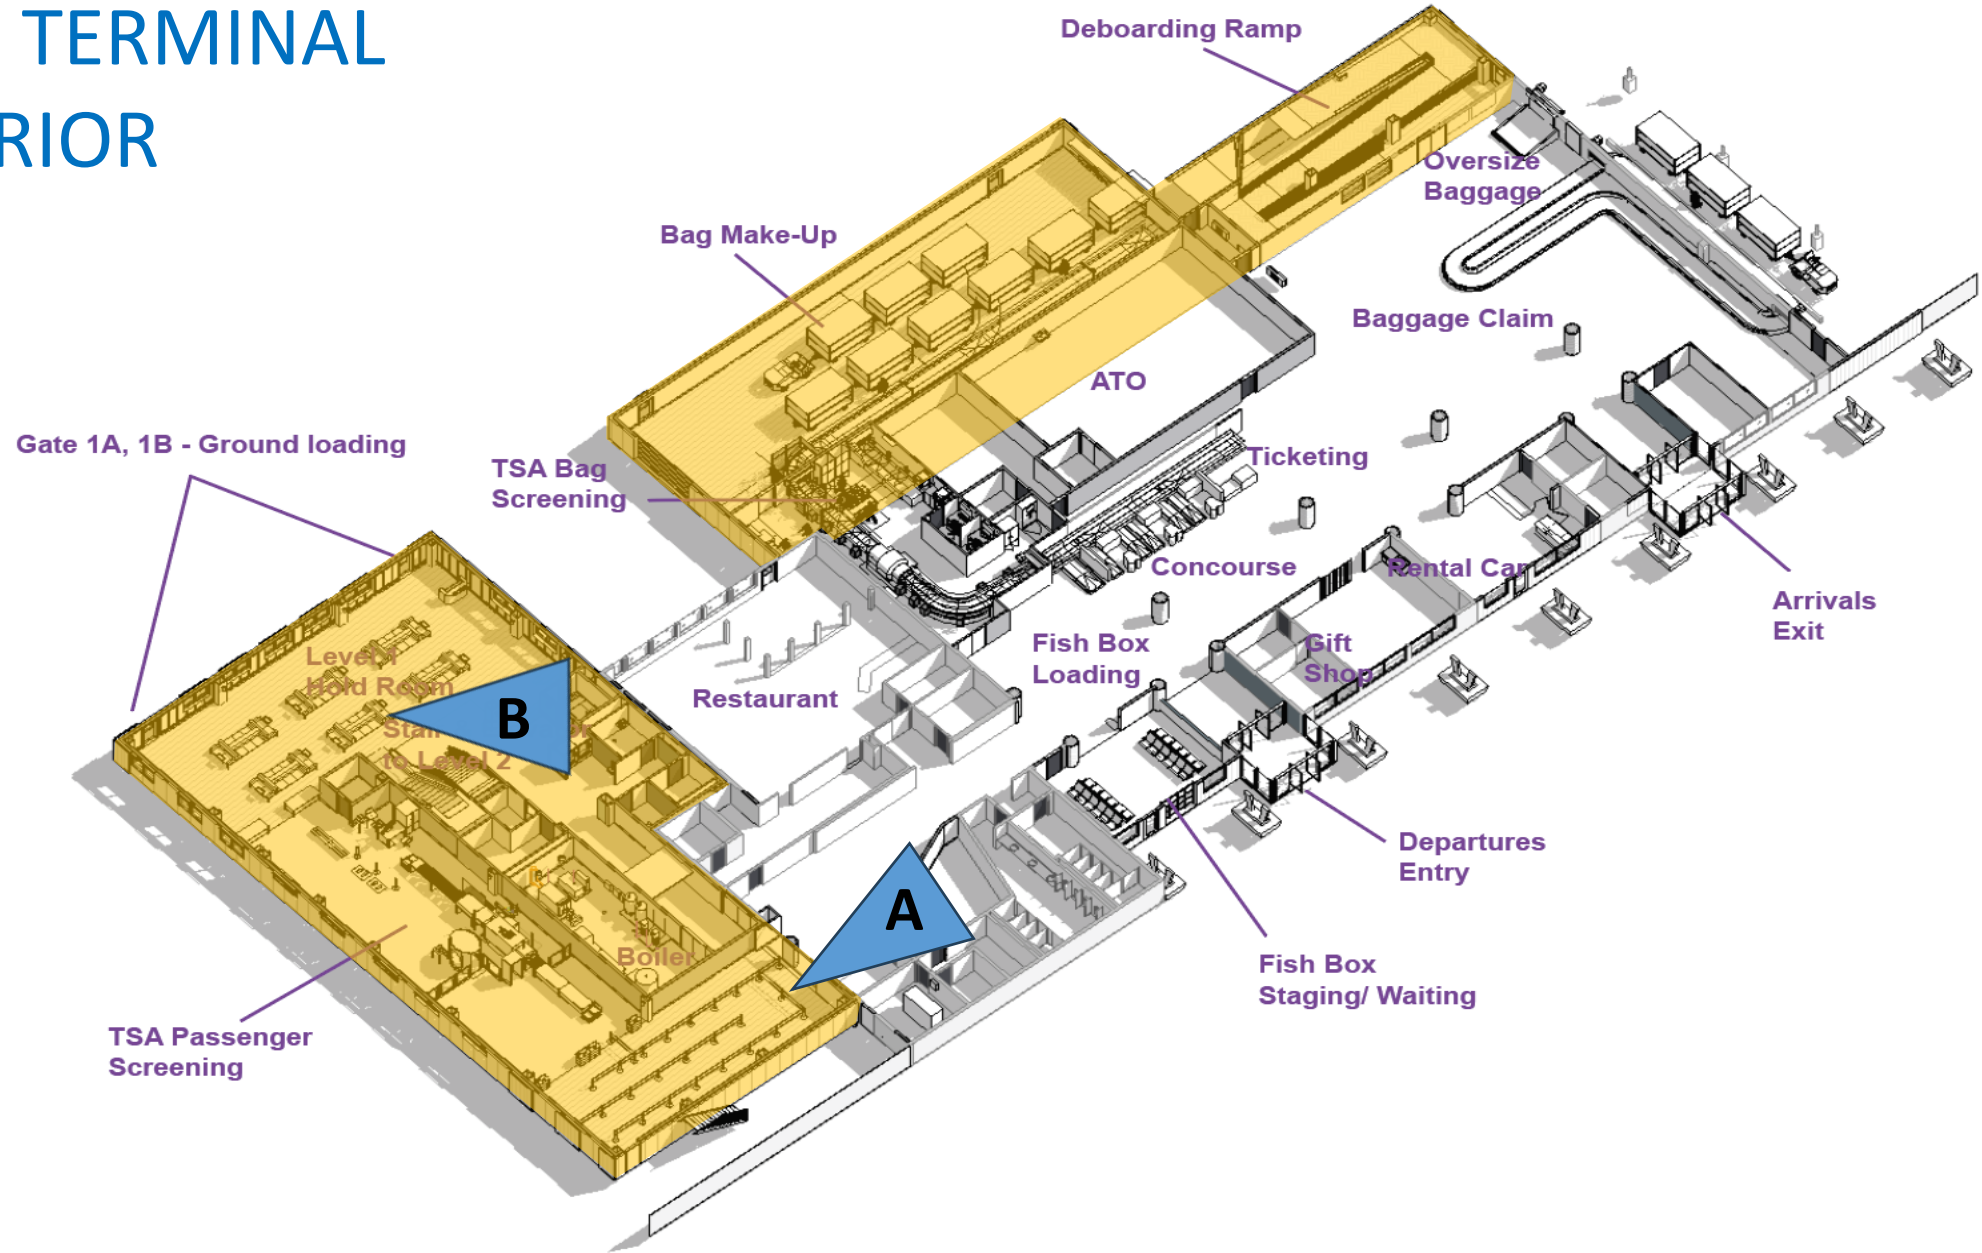 TERMINAL
RIOR
Deboarding Ramp
Oversize
Baggage
Bag Make-Up
Baggage Claim
ATO
Gate 1A, 1B - Ground loading
TSA Bag
Screening
Ticketing
Concourse
Rental Car
Arrivals
Exit
Fish Box
Loading
Gift
Shop
Level 1
Hold Room
Restaurant
B
Stair
to Level 2
A
Departures
Entry
Boiler
Fish Box
Staging/ Waiting
TSA Passenger
Screening